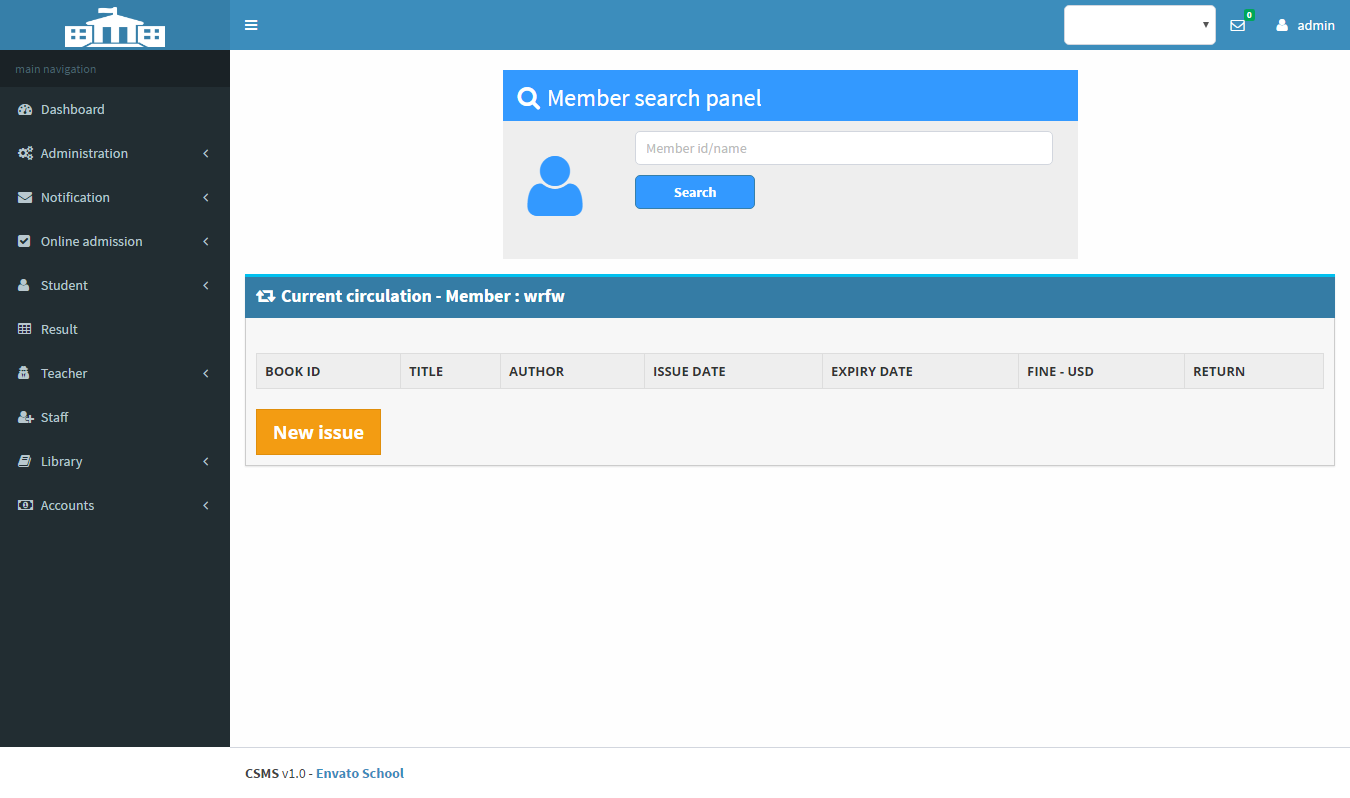 0
admin
main navigation
Dashboard
Administration
Notification
Online admission
Student
Result
Teacher
Staff
Library
Accounts
Member search panel
Member id/name
Search
Current circulation - Member : wrfw
BOOK ID TITLE AUTHOR ISSUE DATE EXPIRY DATE FINE - USD RETURN
New issue
CSMS v1.0 - Envato School